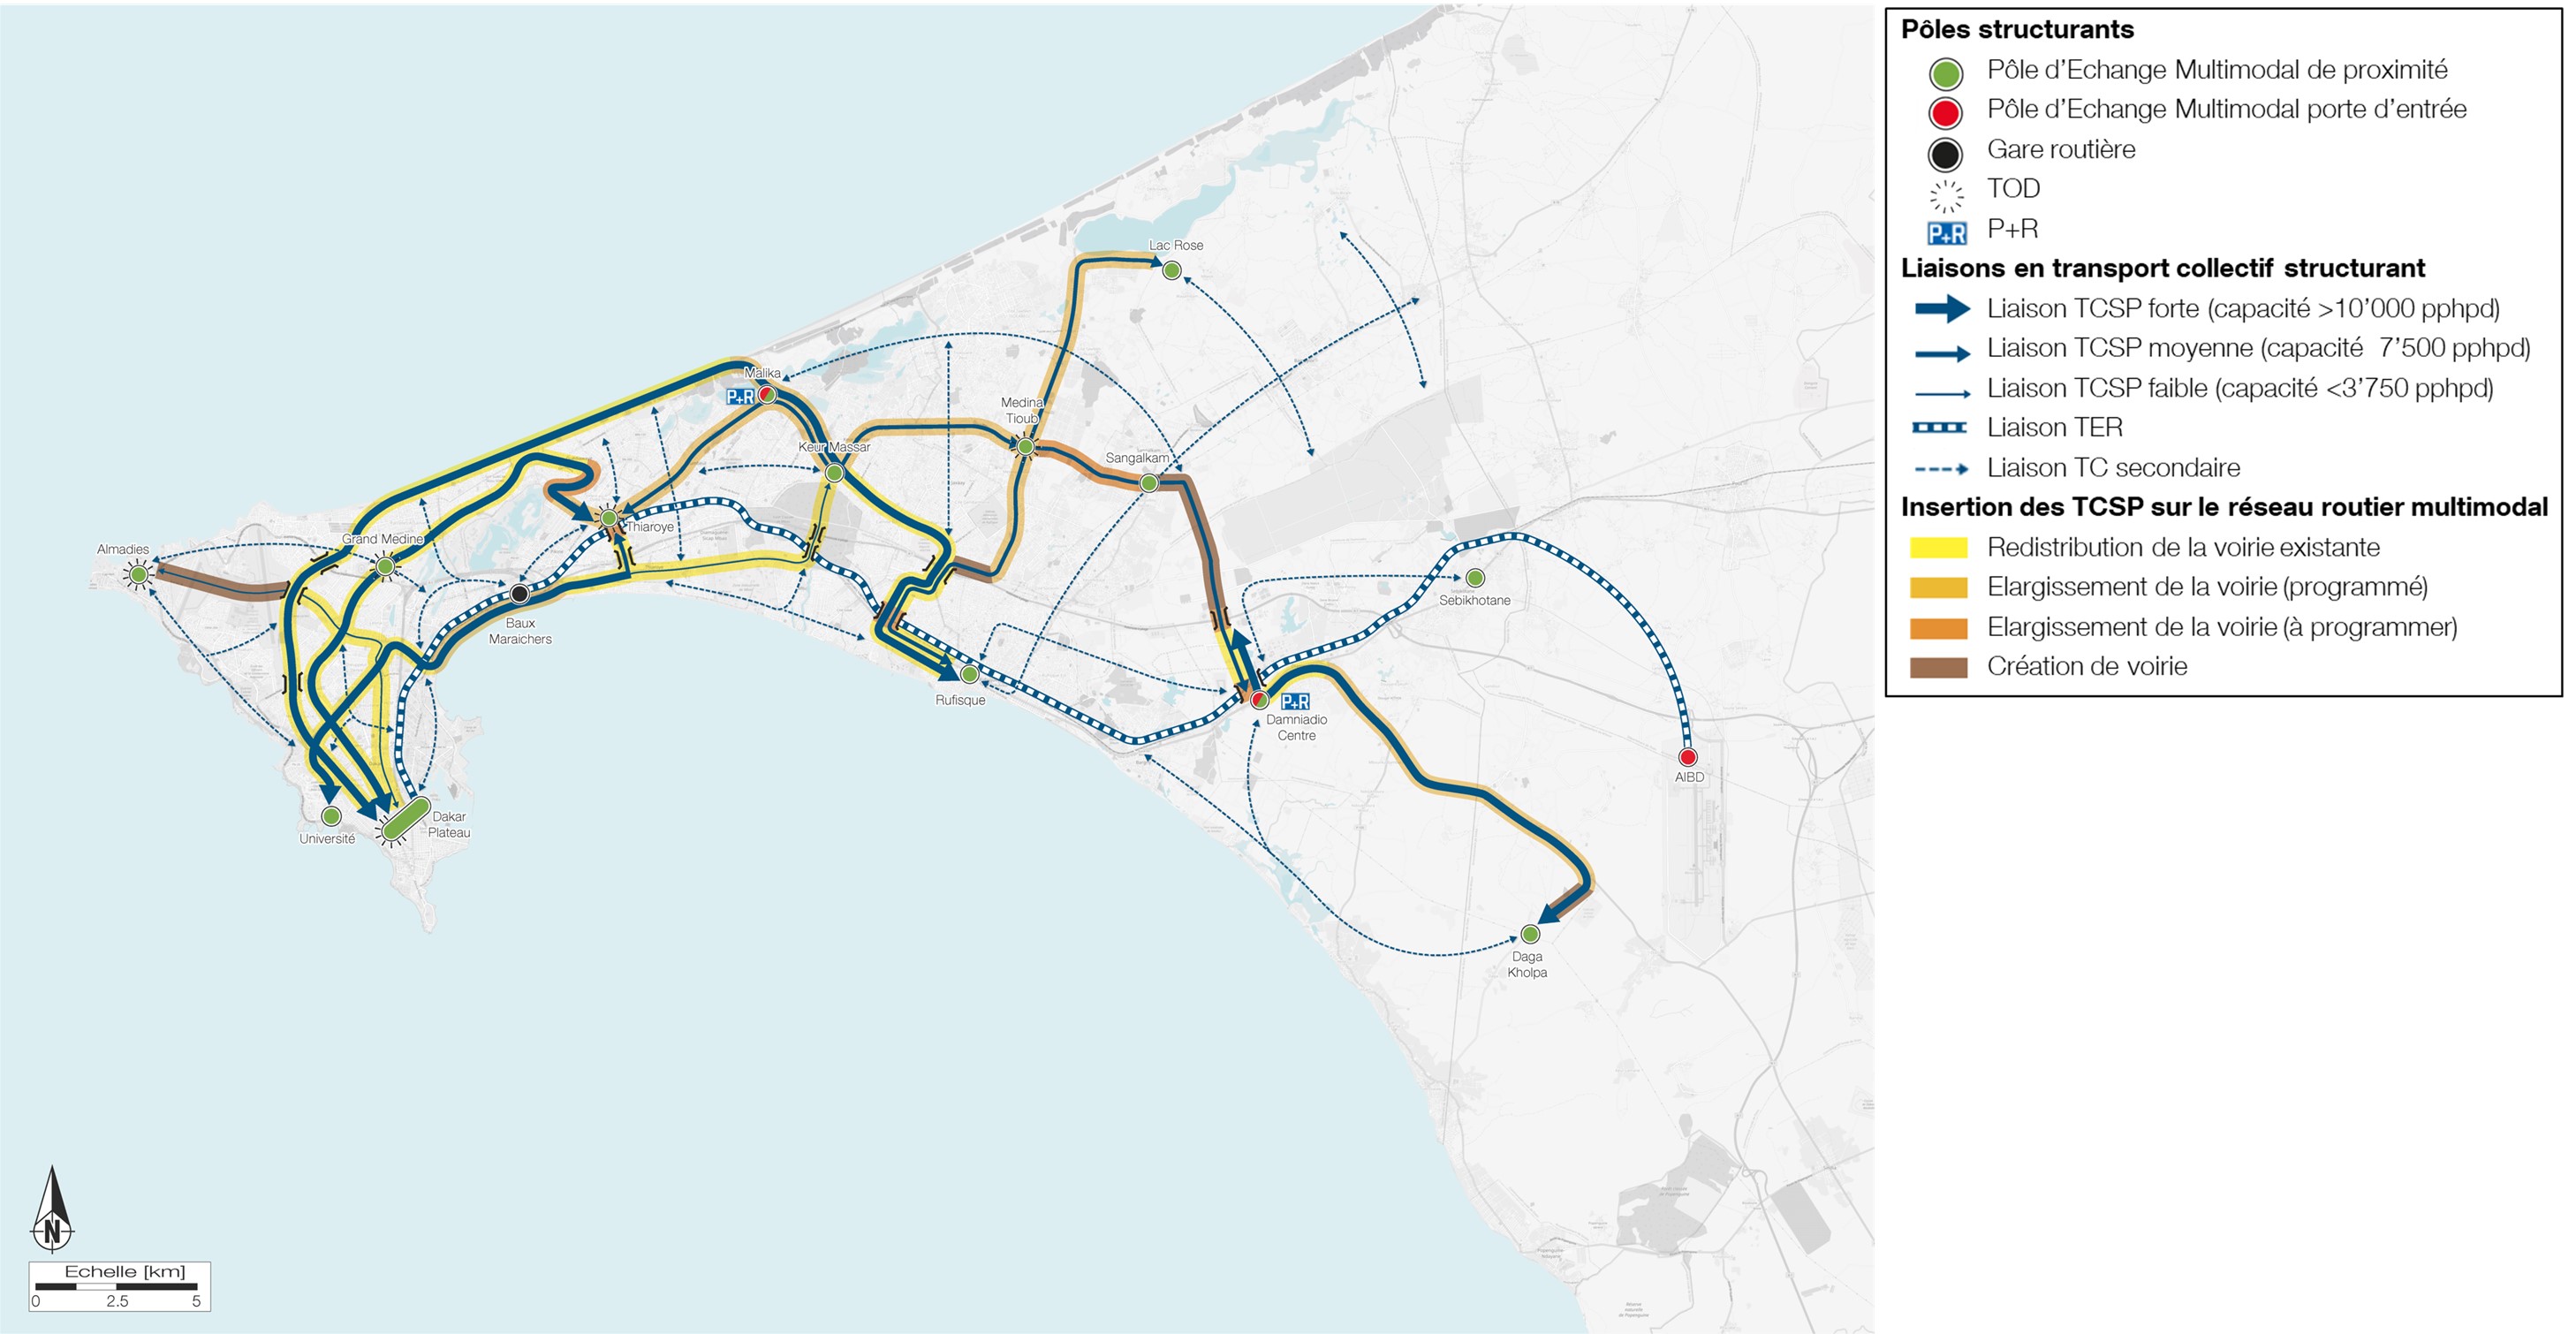 Lac Rose
Malika
P+R
Medina
Tioub
Keur Massar
Sangalkam
Thiaroye
Grand Medine
Almadies
Baux
Maraichers
Sebikhotane
Rufisque
P+R
Damniadio
Centre
AIBD
Dakar
Plateau
Université
Daga
Kholpa
N
Echelle [km]
0 2.5 5
Pôles structurants
Pôle d'Echange Multimodal de proximité
Pôle d'Echange Multimodal porte d'entrée
Gare routière
TOD
P+R P+R
Liaisons en transport collectif structurant
Liaison TCSP forte (capacité >10'000 pphpd)
Liaison TCSP moyenne (capacité 7'500 pphpd)
Liaison TCSP faible (capacité <3'750 pphpd)
Liaison TER
Liaison TC secondaire
Insertion des TCSP sur le réseau routier multimodal
Redistribution de la voirie existante
Elargissement de la voirie (programmé)
Elargissement de la voirie (à programmer)
Création de voirie